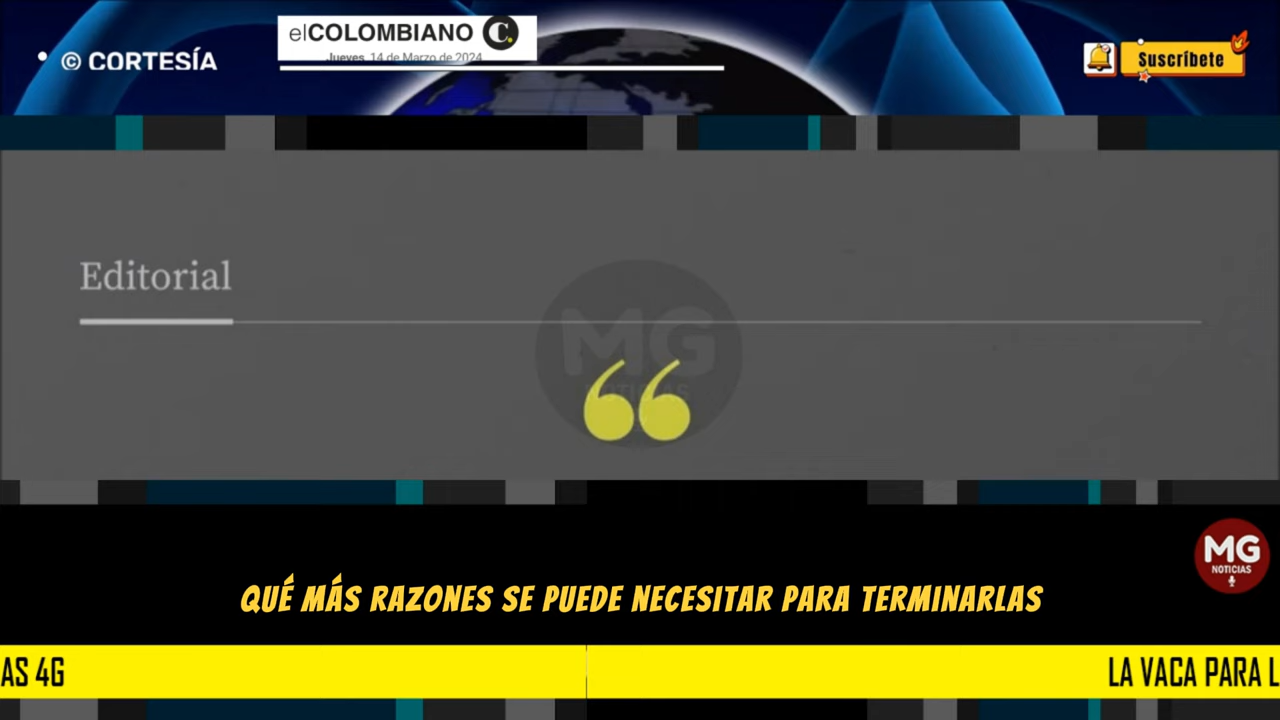 © CORTESÍA
elCOLOMBIANO C
Jueves, 14 de Marzo de 2024
Suscríbete
Editorial
MG
NOTICIAS
“
MG
NOTICIAS
QUÉ MÁS RAZONES SE PUEDE NECESITAR PARA TERMINARLAS
AS 4G
LA VACA PARA L